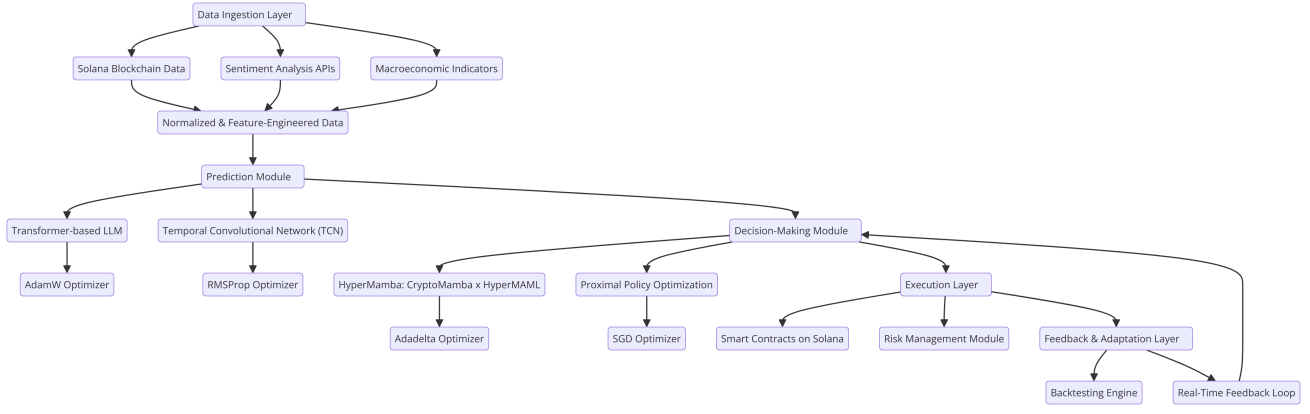 Data Ingestion Layer
Solana Blockchain Data
Sentiment Analysis APIs
Macroeconomic Indicators
Normalized & Feature-Engineered Data
Prediction Module
Transformer-based LLM
Temporal Convolutional Network (TCN)
Decision-Making Module
AdamW Optimizer
RMSProp Optimizer
HyperMamba: CryptoMamba x HyperMAML
Proximal Policy Optimization
Execution Layer
Adadelta Optimizer
SGD Optimizer
Smart Contracts on Solana
Risk Management Module
Feedback & Adaptation Layer
Backtesting Engine
Real-Time Feedback Loop